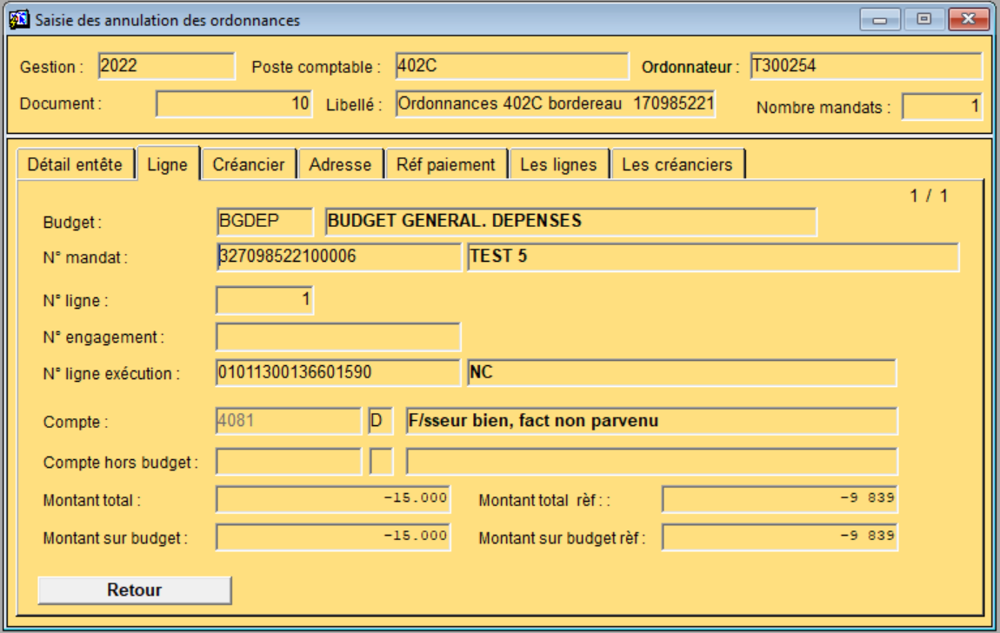 Saisie des annulation des ordonnances
Gestion : 2022 Poste comptable : 402C Ordonnateur : T300254
Document : 10 Libellé : Ordonnances 402C bordereau 170985221 Nombre mandats : 1
Détail entête Ligne Créancier Adresse Réf paiement Les lignes Les créanciers
1 / 1
Budget : BGDEP BUDGET GENERAL. DEPENSES
N° mandat : 327098522100006 TEST 5
N° ligne : 1
N° engagement :
N° ligne exécution : 01011300136601590 NC
Compte : 4081 D F/sseur bien, fact non parvenu
Compte hors budget :
Montant total : -15.000 Montant total rèf : : -9 839
Montant sur budget : -15.000 Montant sur budget rèf : -9 839
Retour